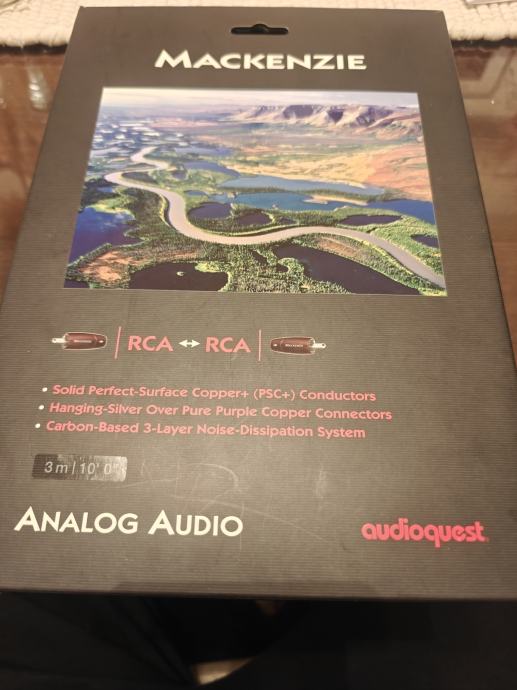 MACKENZIE
RCA ↔ RCA
MACKENZIE
• Solid Perfect-Surface Copper+ (PSC+) Conductors
• Hanging-Silver Over Pure Purple Copper Connectors
• Carbon-Based 3-Layer Noise-Dissipation System
3 m | 10' 0"
ANALOG AUDIO
audioquest.